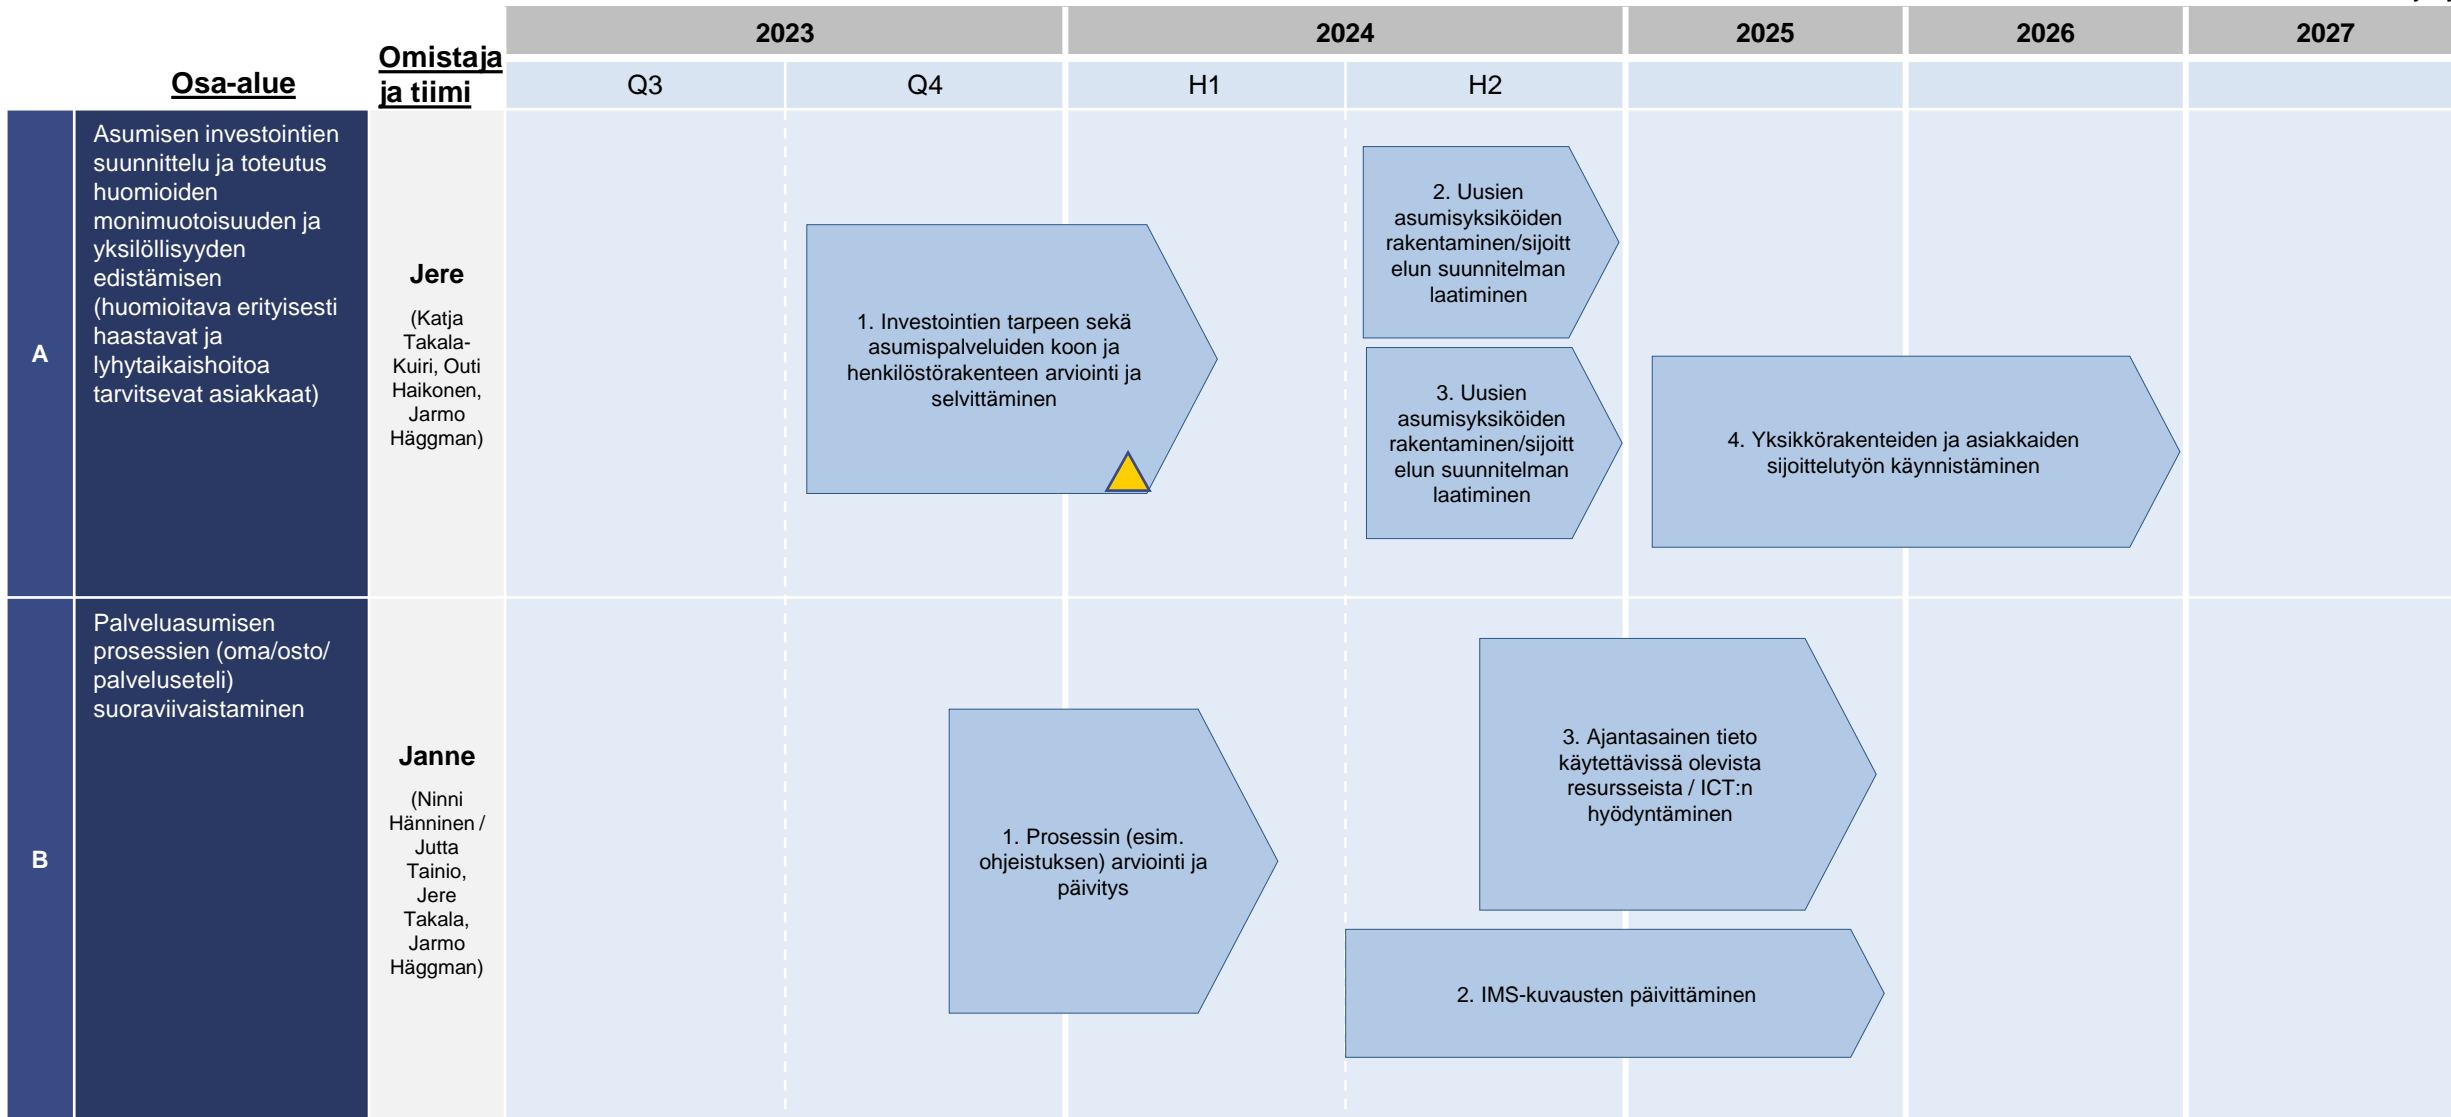 2023
2024
2025
2026
2027
Osa-alue
Omistaja
ja tiimi
Q3
Q4
H1
H2
A
Asumisen investointien
suunnittelu ja toteutus
huomioiden
monimuotoisuuden ja
yksilöllisyyden
edistämisen
(huomioitava erityisesti
haastavat ja
lyhytaikaishoitoa
tarvitsevat asiakkaat)
Jere
(Katja
Takala-
Kuiri, Outi
Haikonen,
Jarmo
Häggman)
1. Investointien tarpeen sekä
asumispalveluiden koon ja
henkilöstörakenteen arviointi ja
selvittäminen
2. Uusien
asumisyksiköiden
rakentaminen/sijoitt
elun suunnitelman
laatiminen
3. Uusien
asumisyksiköiden
rakentaminen/sijoitt
elun suunnitelman
laatiminen
4. Yksikkörakenteiden ja asiakkaiden
sijoittelutyön käynnistäminen
B
Palveluasumisen
prosessien (oma/osto/
palveluseteli)
suoraviivaistaminen
Janne
(Ninni
Hänninen /
Jutta
Tainio,
Jere
Takala,
Jarmo
Häggman)
1. Prosessin (esim.
ohjeistuksen) arviointi ja
päivitys
3. Ajantasainen tieto
käytettävissä olevista
resursseista / ICT:n
hyödyntäminen
2. IMS-kuvausten päivittäminen